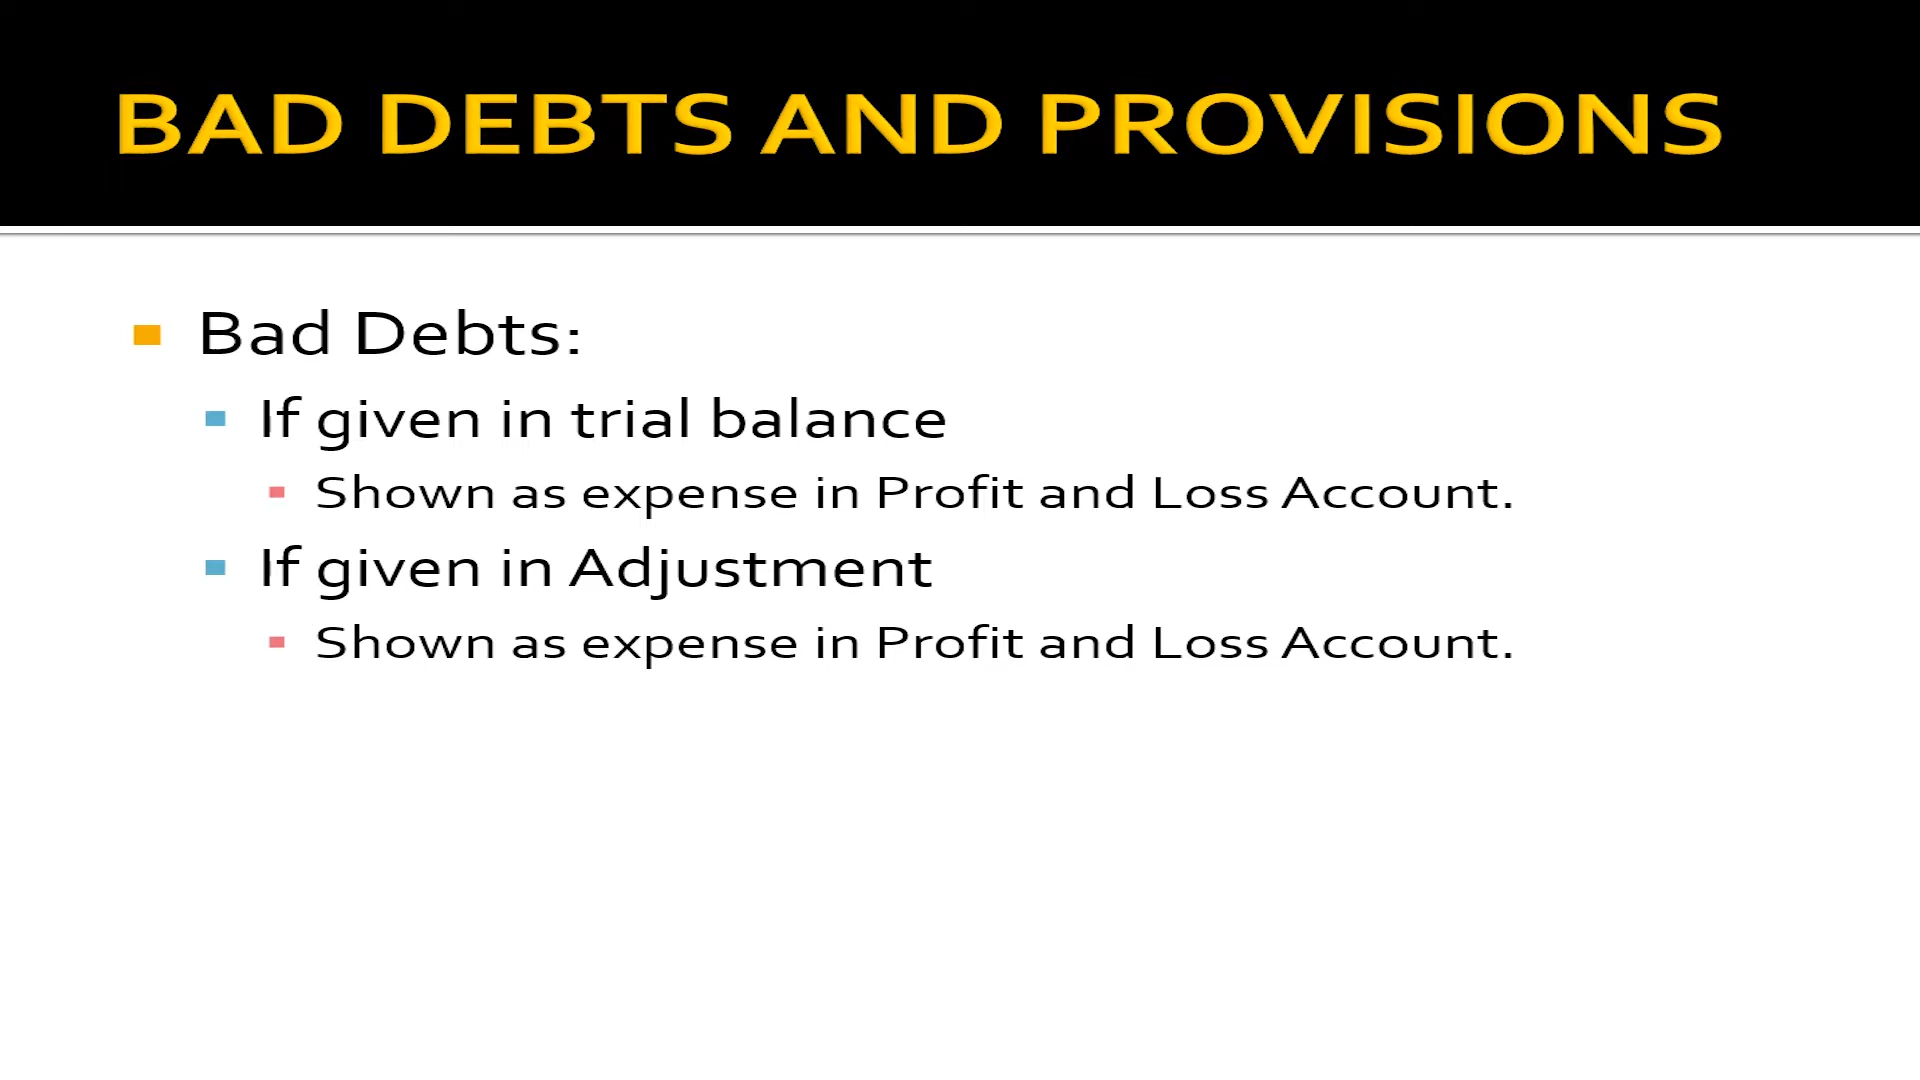 BAD DEBTS AND PROVISIONS
Bad Debts:
If given in trial balance
Shown as expense in Profit and Loss Account.
If given in Adjustment
Shown as expense in Profit and Loss Account.